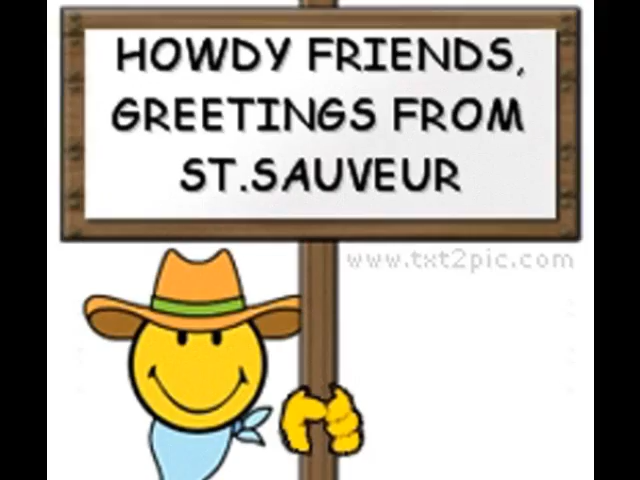 HOWDY FRIENDS,
GREETINGS FROM
ST.SAUVEUR
www.txt2pic.com